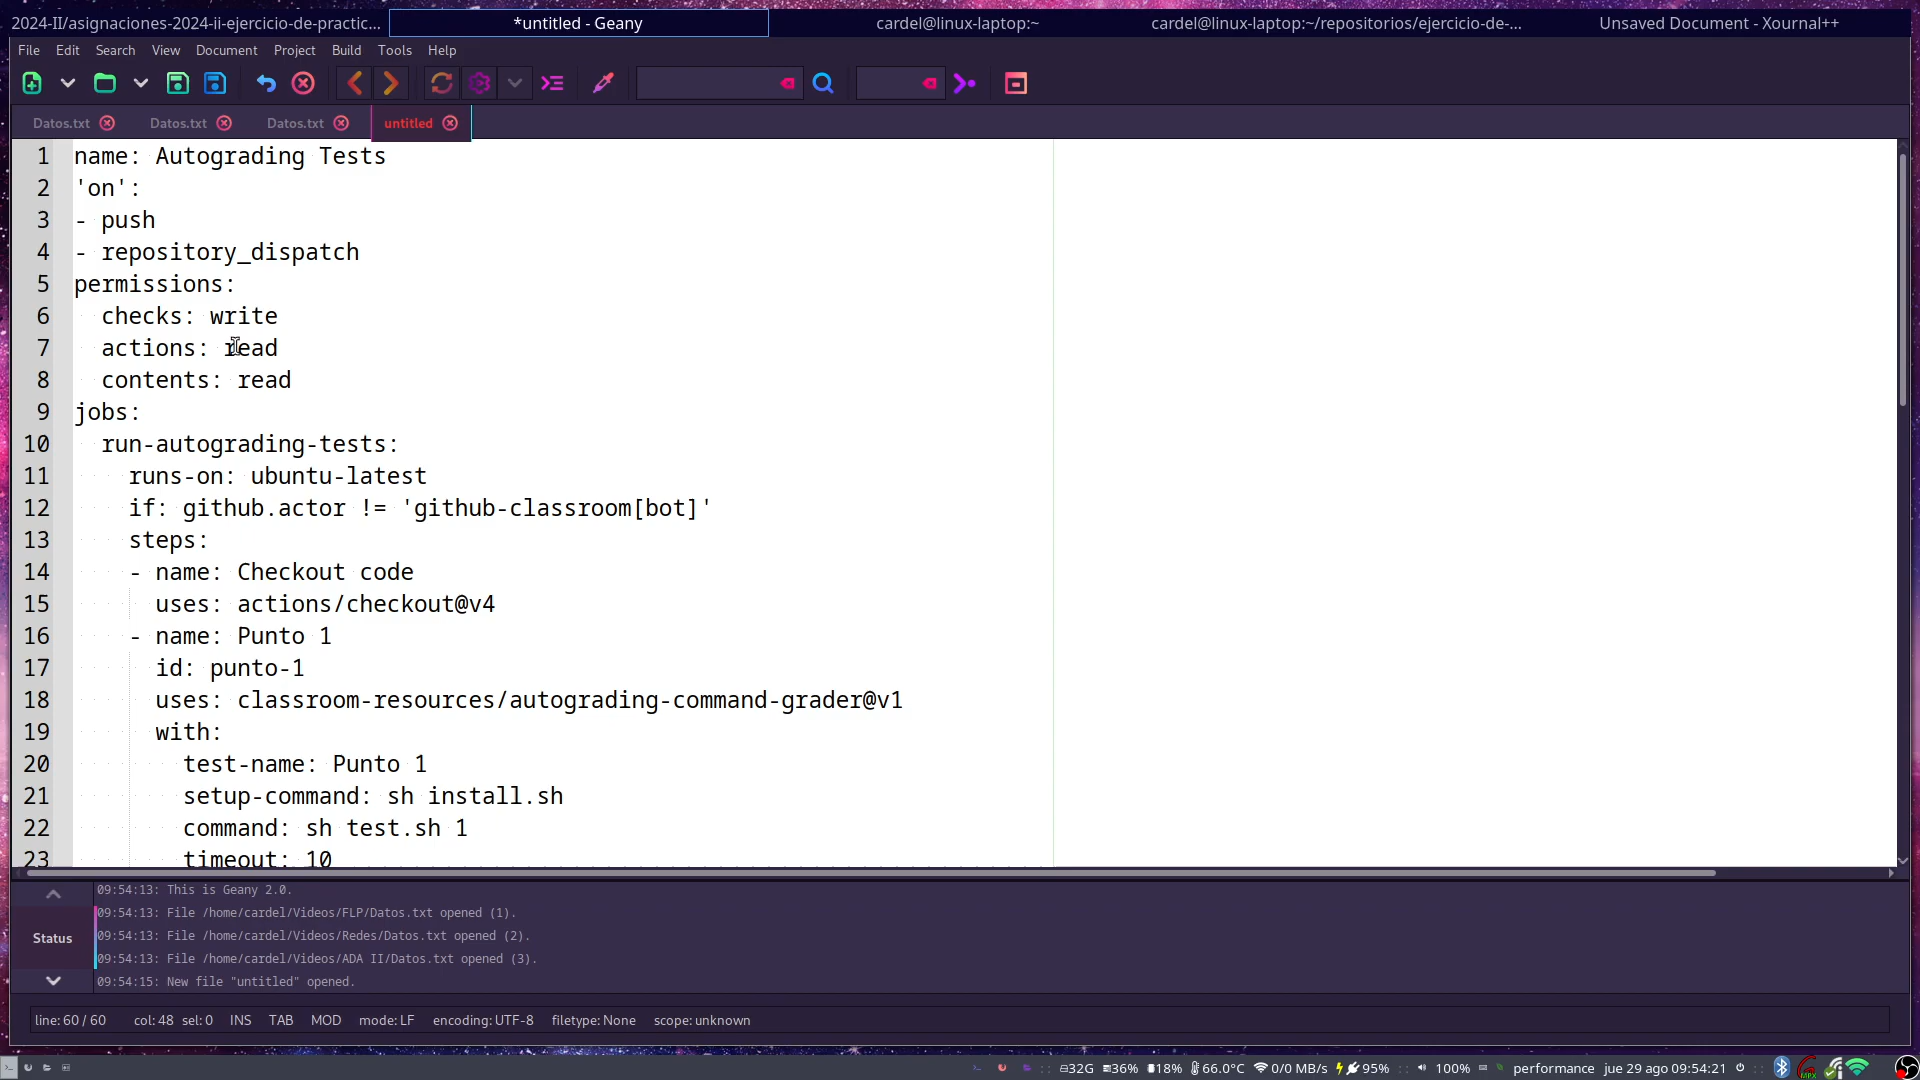 2024-II/asignaciones-2024-ii-ejercicio-de-practic...
*untitled - Geany
cardel@linux-laptop:~
cardel@linux-laptop:~/repositorios/ejercicio-de-...
Unsaved Document - Xournal++
File Edit Search View Document Project Build Tools Help
Datos.txt Datos.txt Datos.txt untitled
1 name: Autograding Tests
2 'on':
3 - push
4 - repository_dispatch
5 permissions:
6 checks: write
7 actions: read
8 contents: read
9 jobs:
10 run-autograding-tests:
11 runs-on: ubuntu-latest
12 if: github.actor != 'github-classroom[bot]'
13 steps:
14 - name: Checkout code
15 uses: actions/checkout@v4
16 - name: Punto 1
17 id: punto-1
18 uses: classroom-resources/autograding-command-grader@v1
19 with:
20 test-name: Punto 1
21 setup-command: sh install.sh
22 command: sh test.sh 1
23 timeout: 10
Status
09:54:13: This is Geany 2.0.
09:54:13: File /home/cardel/Videos/FLP/Datos.txt opened (1).
09:54:13: File /home/cardel/Videos/Redes/Datos.txt opened (2).
09:54:13: File /home/cardel/Videos/ADA II/Datos.txt opened (3).
09:54:15: New file "untitled" opened.
line: 60 / 60 col: 48 sel: 0 INS TAB MOD mode: LF encoding: UTF-8 filetype: None scope: unknown
32G 36% 18% 66.0°C 0/0 MB/s 95% 100% performance jue 29 ago 09:54:21